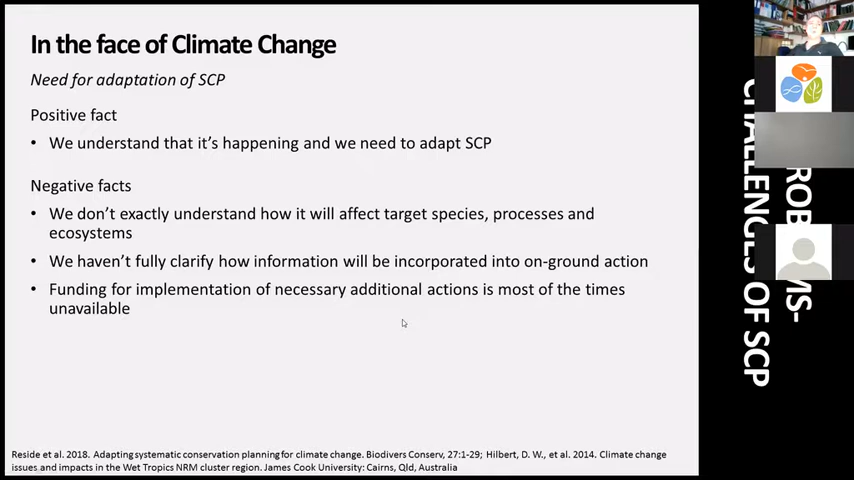 In the face of Climate Change
Need for adaptation of SCP
Positive fact
• We understand that it's happening and we need to adapt SCP
Negative facts
• We don't exactly understand how it will affect target species, processes and
ecosystems
• We haven't fully clarify how information will be incorporated into on-ground action
• Funding for implementation of necessary additional actions is most of the times
unavailable
Reside et al. 2018. Adapting systematic conservation planning for climate change. Biodivers Conserv, 27:1-29; Hilbert, D. W., et al. 2014. Climate change
issues and impacts in the Wet Tropics NRM cluster region. James Cook University: Cairns, Qld, Australia
CHALLENGES OF SCP